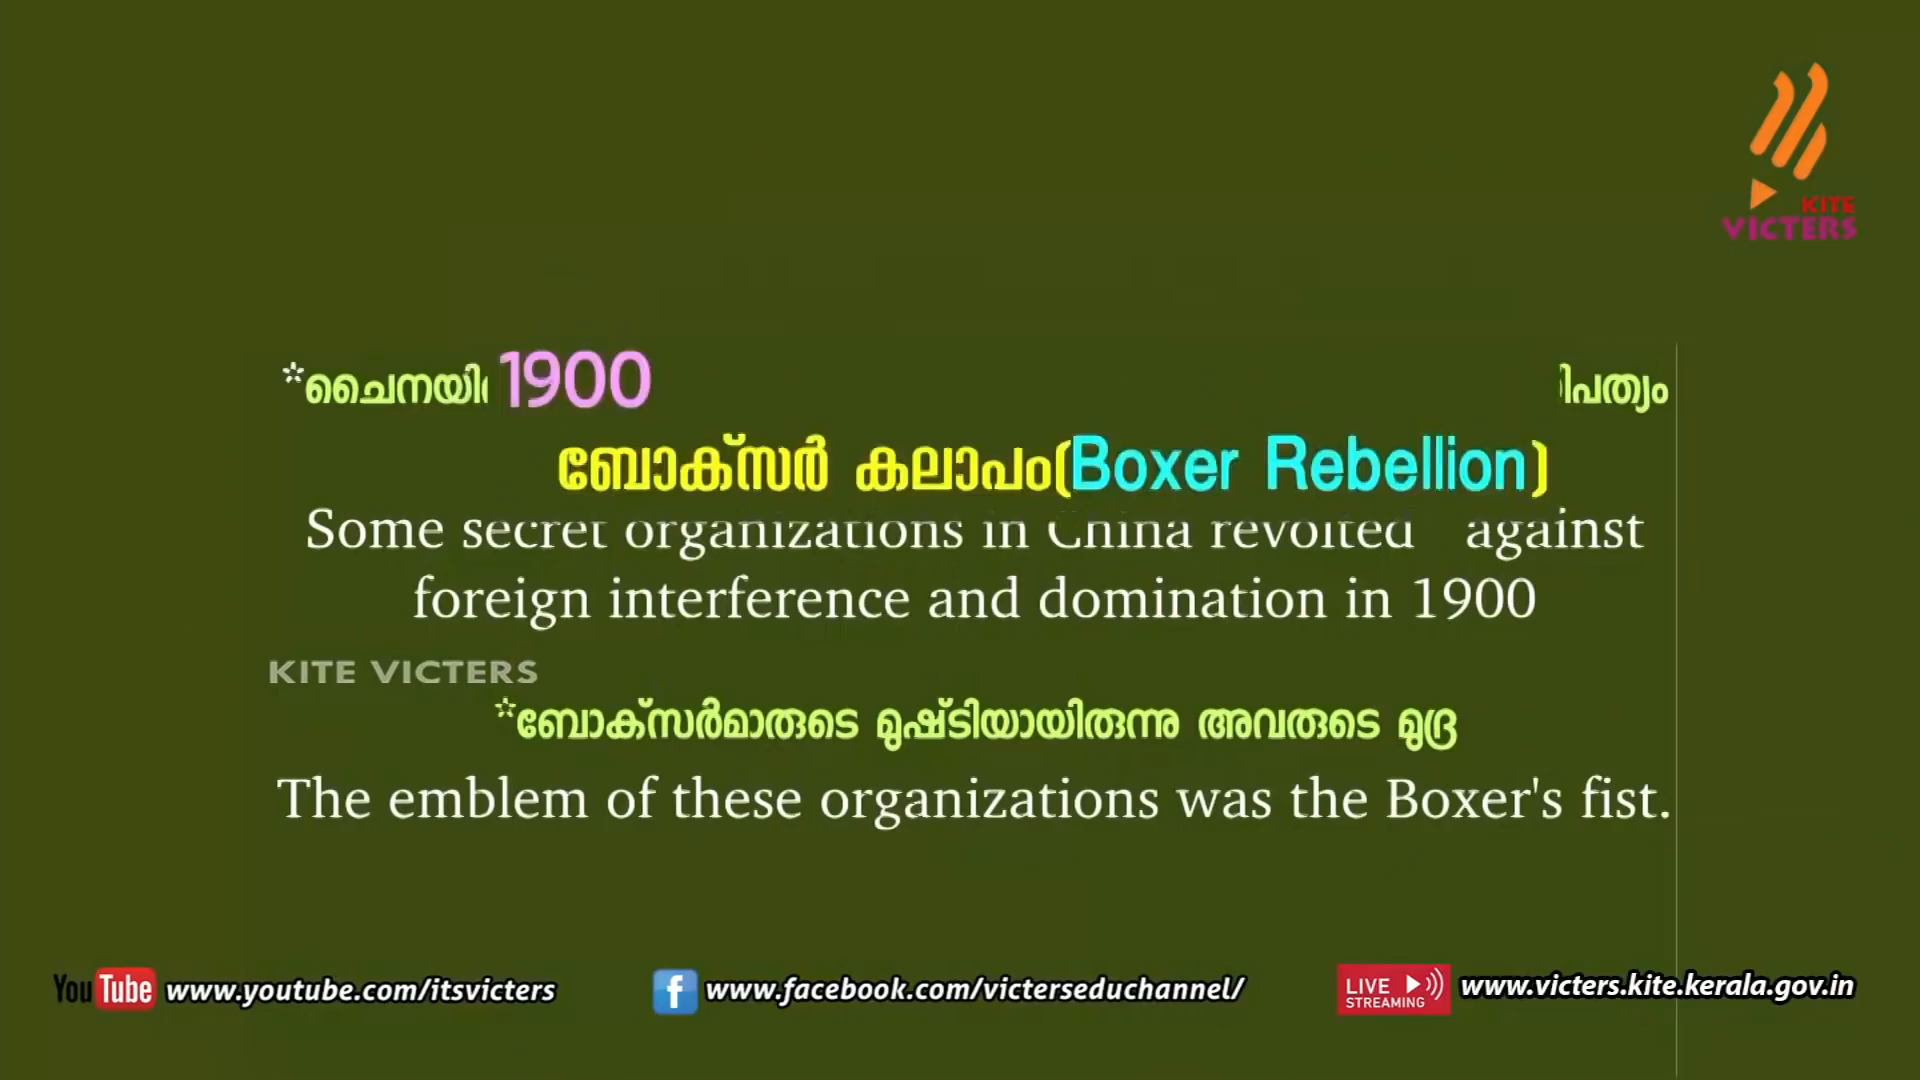 KITE
VICTERS
*ചൈനയി 1900 പത്യം
ബോക്സർ കലാപം(Boxer Rebellion)
Some secret organizations in China revolted against
foreign interference and domination in 1900
KITE VICTERS
*ബോക്സർമാരുടെ മുഷ്ടിയായിരുന്നു അവരുടെ മുദ്ര
The emblem of these organizations was the Boxer's fist.
YouTube www.youtube.com/itsvicters f www.facebook.com/victerseduchannel/ LIVE STREAMING www.victers.kite.kerala.gov.in